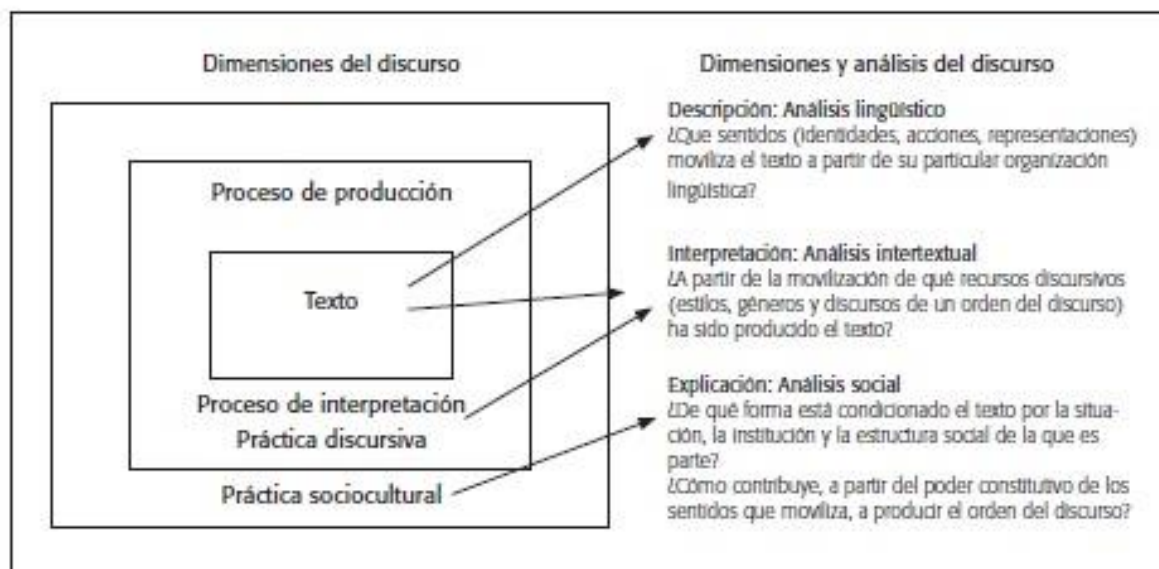 Dimensiones del discurso
Proceso de producción
Texto
Proceso de interpretación
Práctica discursiva
Práctica sociocultural
Dimensiones y análisis del discurso
Descripción: Análisis lingüístico
¿Que sentidos (identidades, acciones, representaciones)
moviliza el texto a partir de su particular organización
lingüística?
Interpretación: Análisis intertextual
¿A partir de la movilización de qué recursos discursivos
(estilos, géneros y discursos de un orden del discurso)
ha sido producido el texto?
Explicación: Análisis social
¿De qué forma está condicionado el texto por la situa-
ción, la institución y la estructura social de la que es
parte?
¿Cómo contribuye, a partir del poder constitutivo de los
sentidos que moviliza, a producir el orden del discurso?